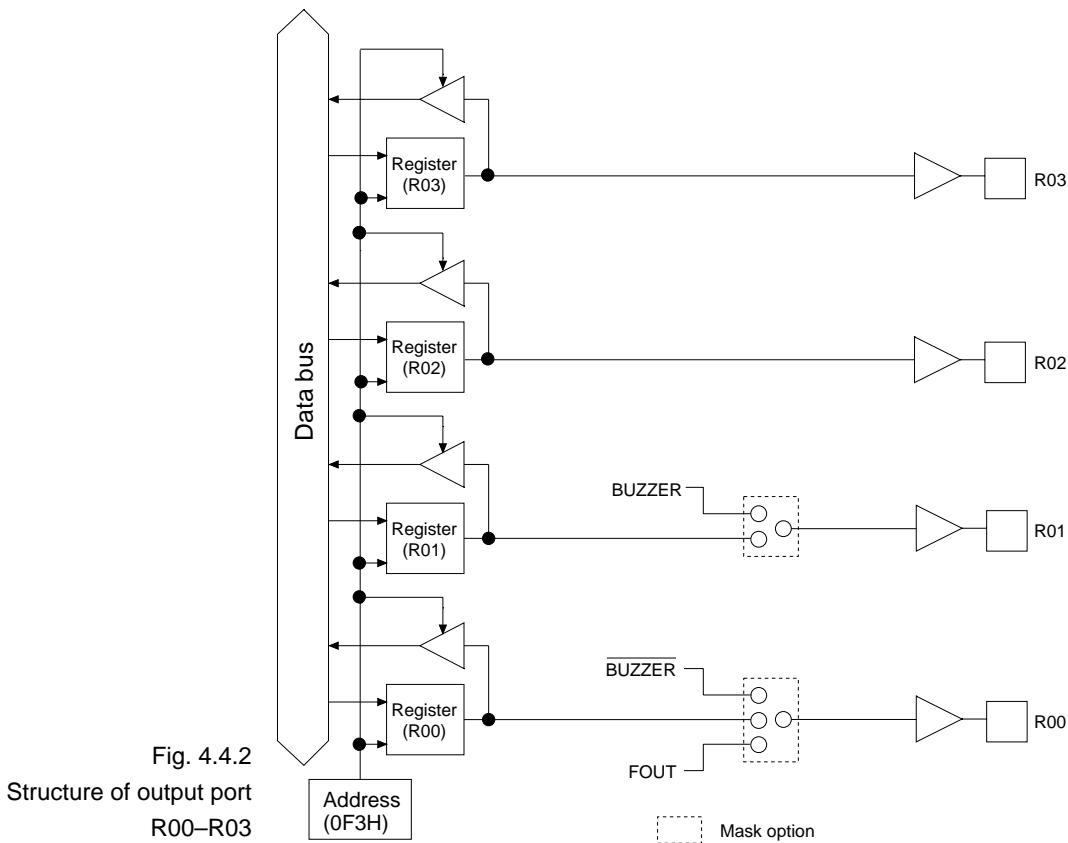 Register
(R03)
R03
Register
(R02)
R02
Data bus
BUZZER
Register
(R01)
R01
BUZZER
Register
(R00)
R00
FOUT
Fig. 4.4.2
Structure of output port
R00–R03
Address
(0F3H)
Mask option